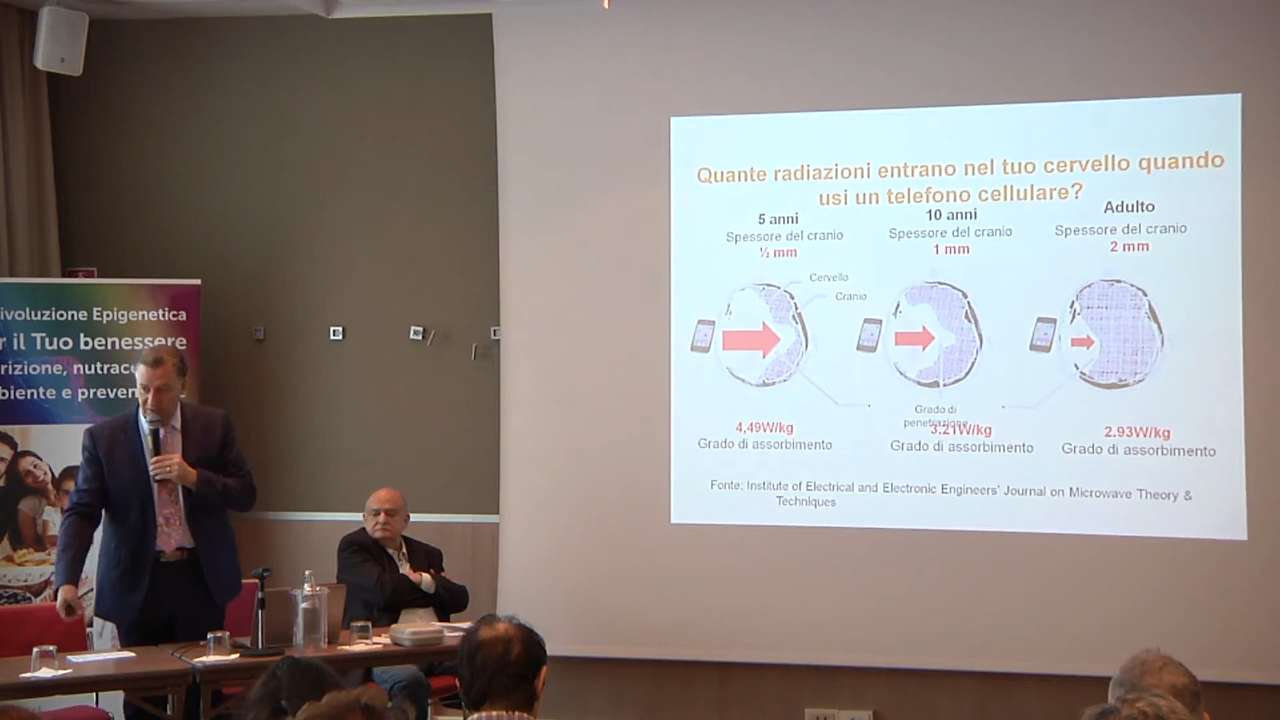 ivoluzione Epigenetica
r il Tuo benessere
rizione, nutrac
biente e preven
Quante radiazioni entrano nel tuo cervello quando
usi un telefono cellulare?
5 anni
Spessore del cranio
½ mm
10 anni
Spessore del cranio
1 mm
Adulto
Spessore del cranio
2 mm
Cervello
Cranio
Grado di
penetrazione
4,49W/kg
Grado di assorbimento
3.21W/kg
Grado di assorbimento
2.93W/kg
Grado di assorbimento
Fonte: Institute of Electrical and Electronic Engineers' Journal on Microwave Theory &
Techniques